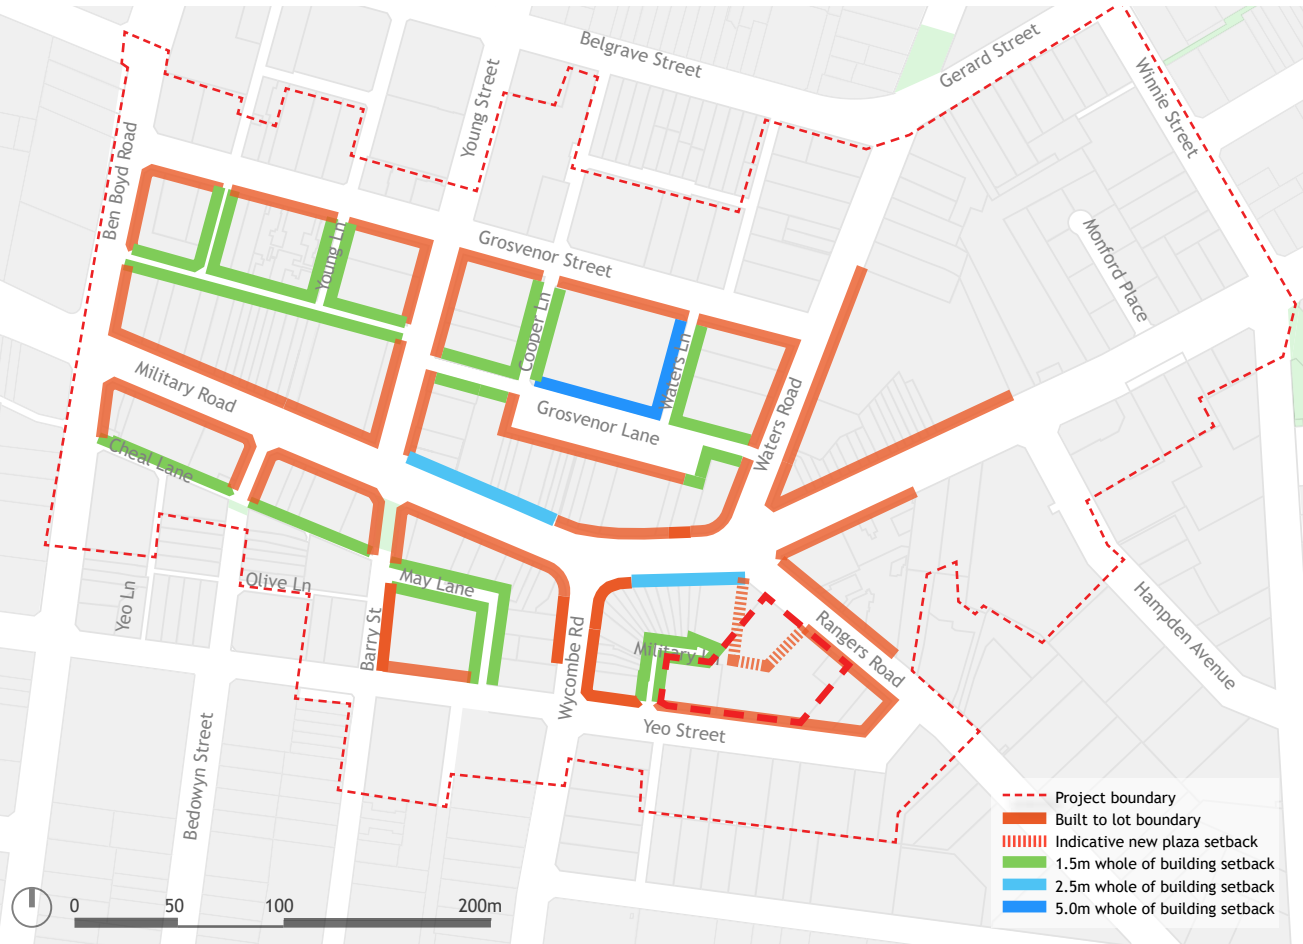 Belgrave Street
Gerard Street
Winnie Street
Young Street
Ben Boyd Road
Young Ln
Grosvenor Street
Monford Place
Cooper Ln
Waters Ln
Military Road
Grosvenor Lane
Waters Road
Cheal Lane
Olive Ln
May Lane
Yeo Ln
Barry St
Wycombe Rd
Military Ln
Rangers Road
Hampden Avenue
Yeo Street
Bedowyn Street
Project boundary
Built to lot boundary
Indicative new plaza setback
1.5m whole of building setback
2.5m whole of building setback
5.0m whole of building setback
0 50 100 200m